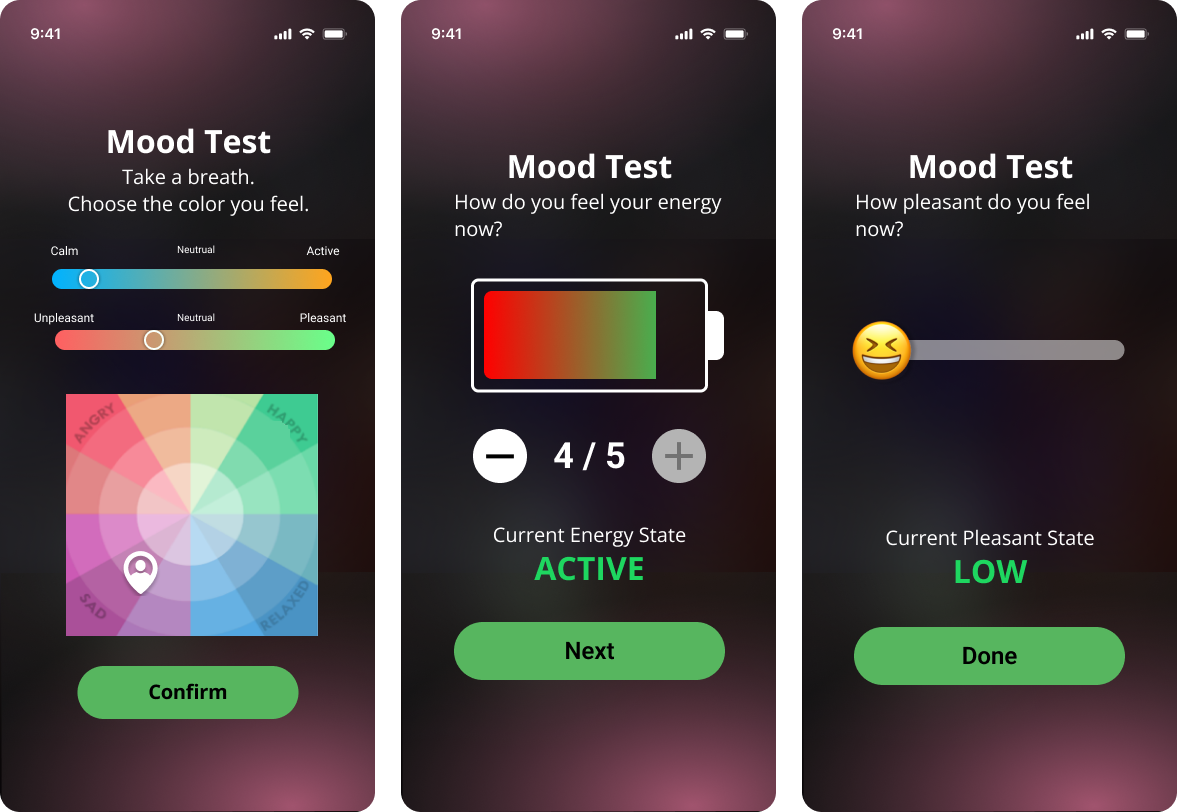 9:41
Mood Test
Take a breath.
Choose the color you feel.
Calm Neutrual Active
Unpleasant Neutrual Pleasant
ANGRY
HAPPY
SAD
RELAXED
Confirm
9:41
Mood Test
How do you feel your energy
now?
4 / 5
Current Energy State
ACTIVE
Next
9:41
Mood Test
How pleasant do you feel
now?
Current Pleasant State
LOW
Done